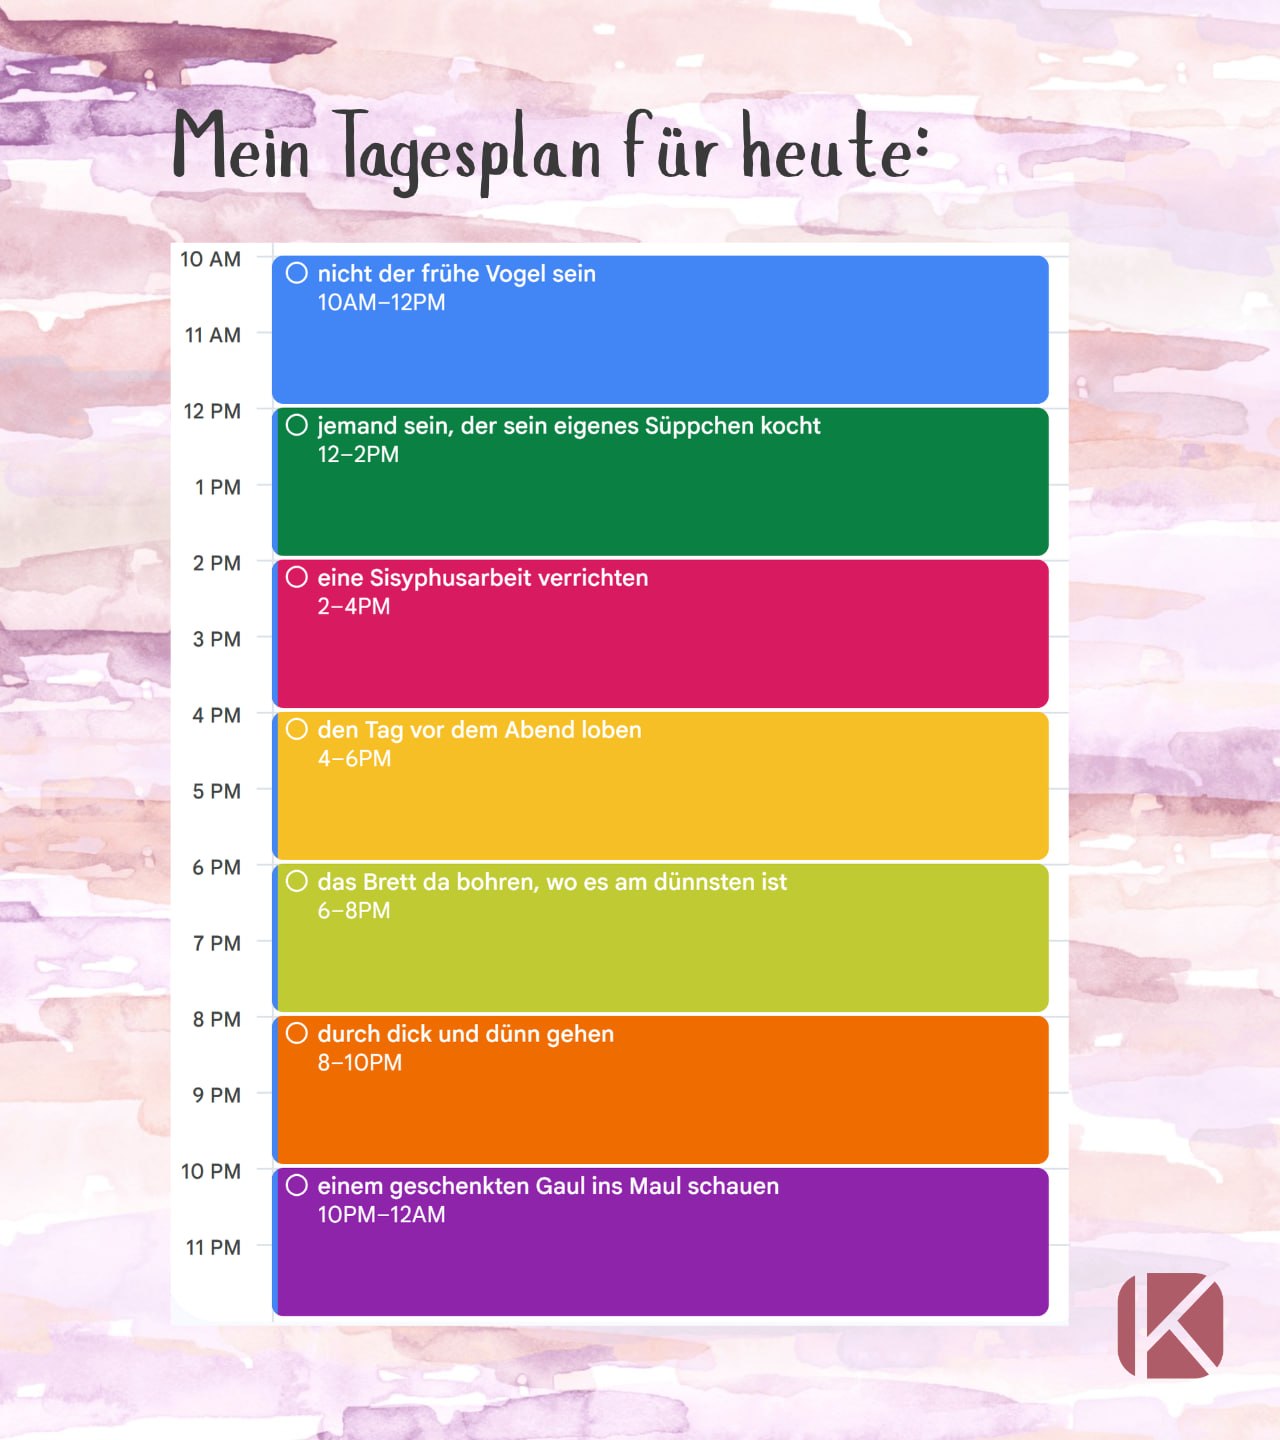 Mein Tagesplan für heute:
10 AM
nicht der frühe Vogel sein
10AM–12PM
11 AM
12 PM
jemand sein, der sein eigenes Süppchen kocht
12–2PM
1 PM
2 PM
eine Sisyphusarbeit verrichten
2–4PM
3 PM
4 PM
den Tag vor dem Abend loben
4–6PM
5 PM
6 PM
das Brett da bohren, wo es am dünnsten ist
6–8PM
7 PM
8 PM
durch dick und dünn gehen
8–10PM
9 PM
10 PM
einem geschenkten Gaul ins Maul schauen
10PM–12AM
11 PM
K